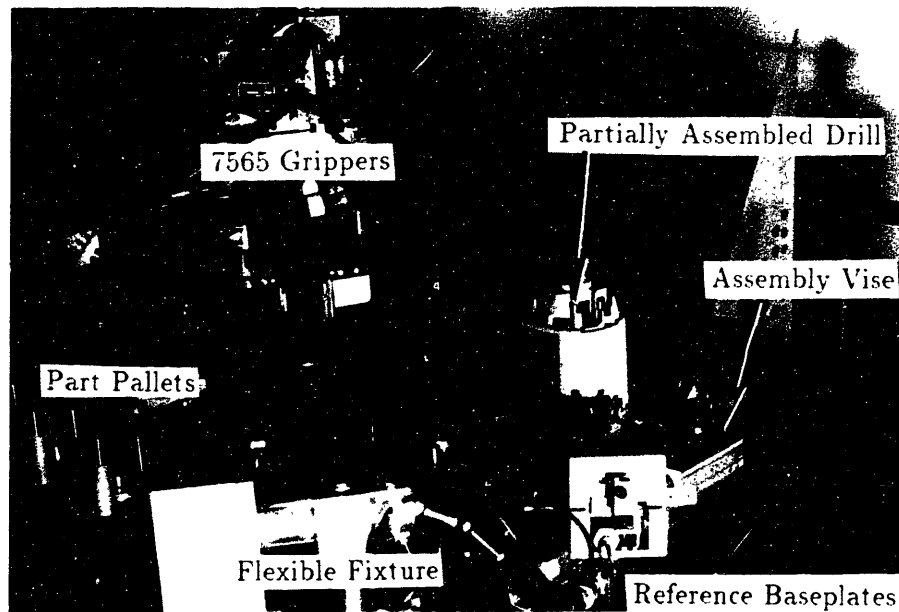 Partially Assembled Drill
7565 Grippers
Assembly Vise
Part Pallets
Flexible Fixture
Reference Baseplates